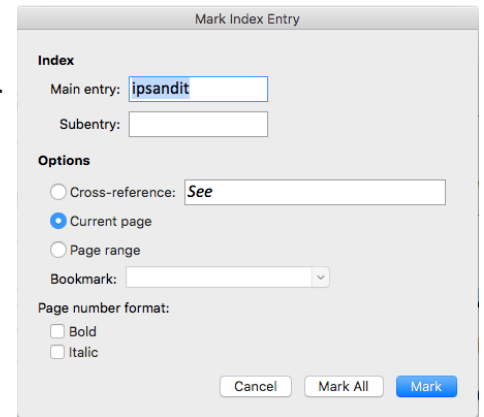 Mark Index Entry
Index
Main entry: ipsandit
Subentry:
Options
Cross-reference: See
Current page
Page range
Bookmark:
Page number format:
Bold
Italic
Cancel Mark All Mark